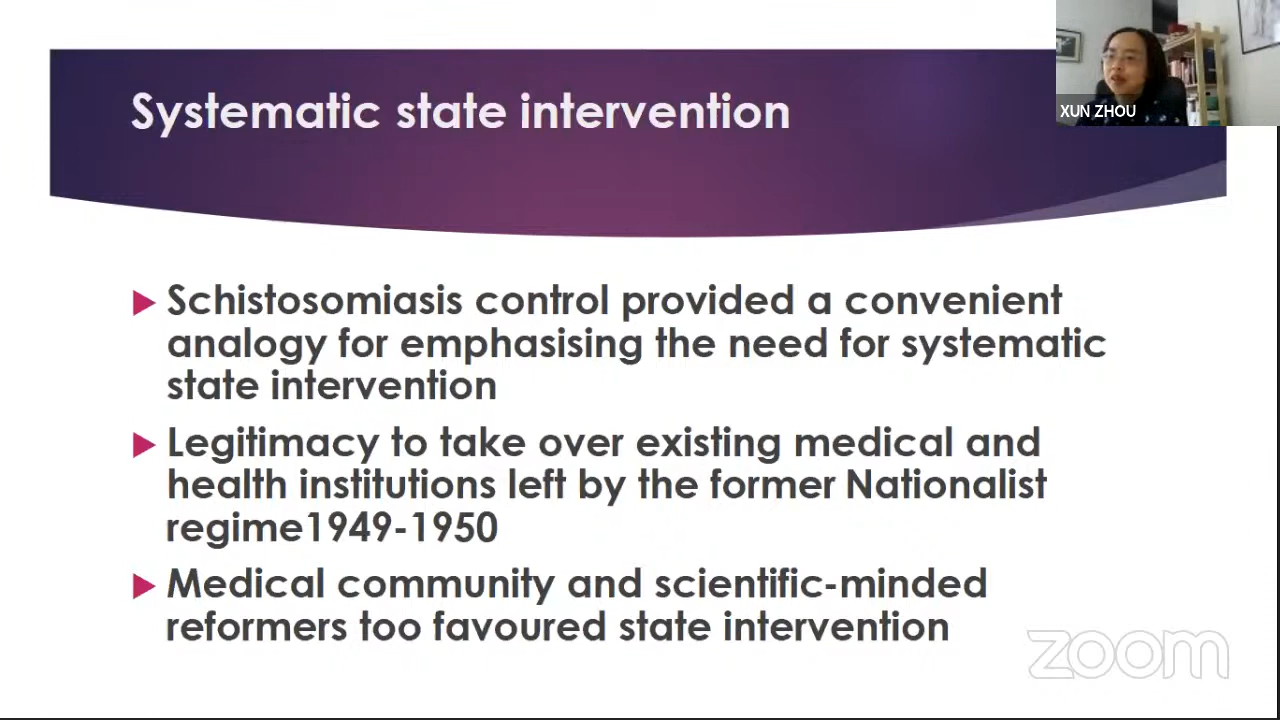 Systematic state intervention
XUN ZHOU
Schistosomiasis control provided a convenient
analogy for emphasising the need for systematic
state intervention
Legitimacy to take over existing medical and
health institutions left by the former Nationalist
regime1949-1950
Medical community and scientific-minded
reformers too favoured state intervention
zoom